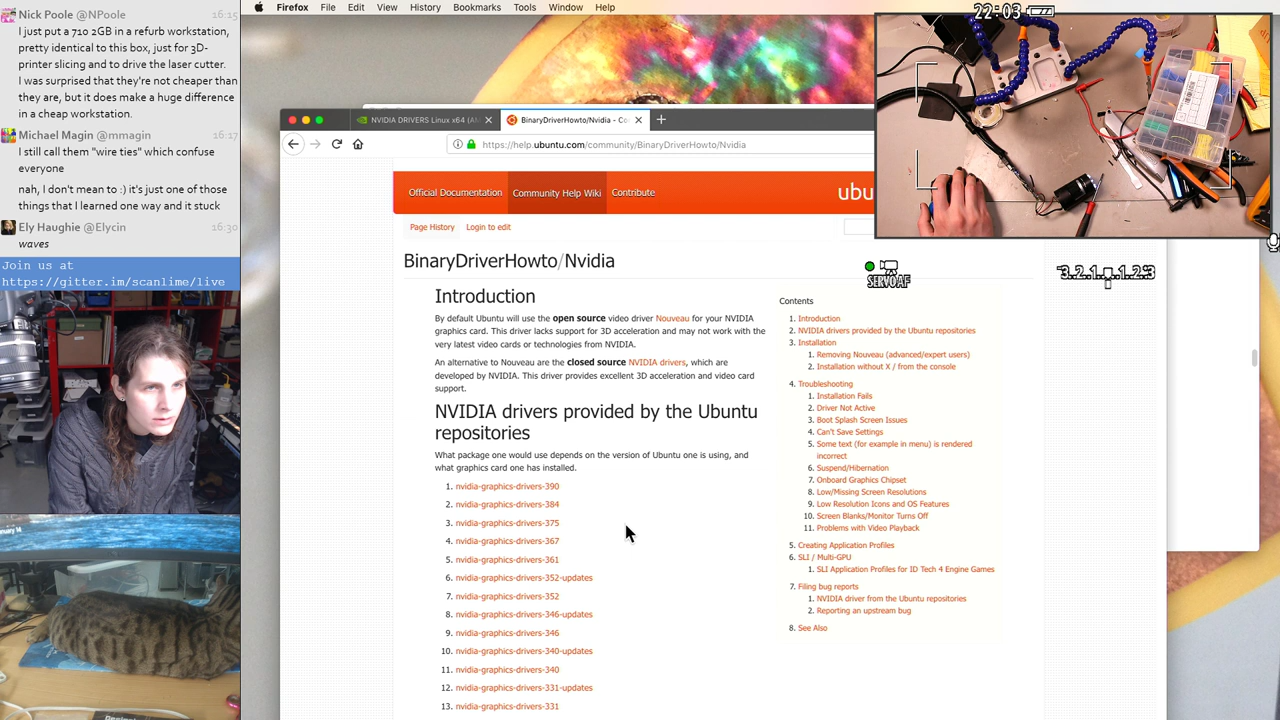 Nick Poole @NPoole 16:15
I just put a 710 2GB in a refurb workstation,
pretty identical to this box, just for 3D-
printer slicing and to drive the laser cutter.
I was surprised that they're not cheaper than
they are, but it does make a huge difference
in a cheap workstation.
Michael Magin @mmagin 16:17
I still call them "wire ties" which confuse
everyone
nah, I don't mean to :) it's just one of those
things that I learned one way and it stuck
Ely Haughie @Elycin 16:30
waves
Join us at
https://gitter.im/scanlime/live
Firefox File Edit View History Bookmarks Tools Window Help
22:03
NVIDIA DRIVERS Linux x64 (AM
BinaryDriverHowto/Nvidia - Co
https://help.ubuntu.com/community/BinaryDriverHowto/Nvidia
Official Documentation Community Help Wiki Contribute
ubu
Page History Login to edit
BinaryDriverHowto/Nvidia
SERVOAF
3.2.1.0.1.2.3
Introduction
By default Ubuntu will use the open source video driver Nouveau for your NVIDIA
graphics card. This driver lacks support for 3D acceleration and may not work with the
very latest video cards or technologies from NVIDIA.
An alternative to Nouveau are the closed source NVIDIA drivers, which are
developed by NVIDIA. This driver provides excellent 3D acceleration and video card
support.
NVIDIA drivers provided by the Ubuntu
repositories
What package one would use depends on the version of Ubuntu one is using, and
what graphics card one has installed.
1. nvidia-graphics-drivers-390
2. nvidia-graphics-drivers-384
3. nvidia-graphics-drivers-375
4. nvidia-graphics-drivers-367
5. nvidia-graphics-drivers-361
6. nvidia-graphics-drivers-352-updates
7. nvidia-graphics-drivers-352
8. nvidia-graphics-drivers-346-updates
9. nvidia-graphics-drivers-346
10. nvidia-graphics-drivers-340-updates
11. nvidia-graphics-drivers-340
12. nvidia-graphics-drivers-331-updates
13. nvidia-graphics-drivers-331
Contents
1. Introduction
2. NVIDIA drivers provided by the Ubuntu repositories
3. Installation
1. Removing Nouveau (advanced/expert users)
2. Installation without X / from the console
4. Troubleshooting
1. Installation Fails
2. Driver Not Active
3. Boot Splash Screen Issues
4. Can't Save Settings
5. Some text (for example in menu) is rendered
incorrect
6. Suspend/Hibernation
7. Onboard Graphics Chipset
8. Low/Missing Screen Resolutions
9. Low Resolution Icons and OS Features
10. Screen Blanks/Monitor Turns Off
11. Problems with Video Playback
5. Creating Application Profiles
6. SLI / Multi-GPU
1. SLI Application Profiles for ID Tech 4 Engine Games
7. Filing bug reports
1. NVIDIA driver from the Ubuntu repositories
2. Reporting an upstream bug
8. See Also